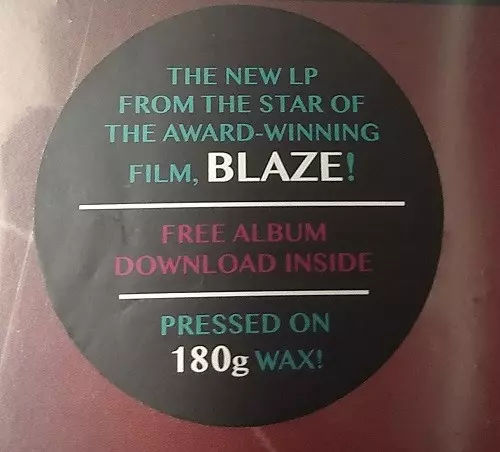 THE NEW LP
FROM THE STAR OF
THE AWARD-WINNING
FILM, BLAZE!
FREE ALBUM
DOWNLOAD INSIDE
PRESSED ON
180g WAX!